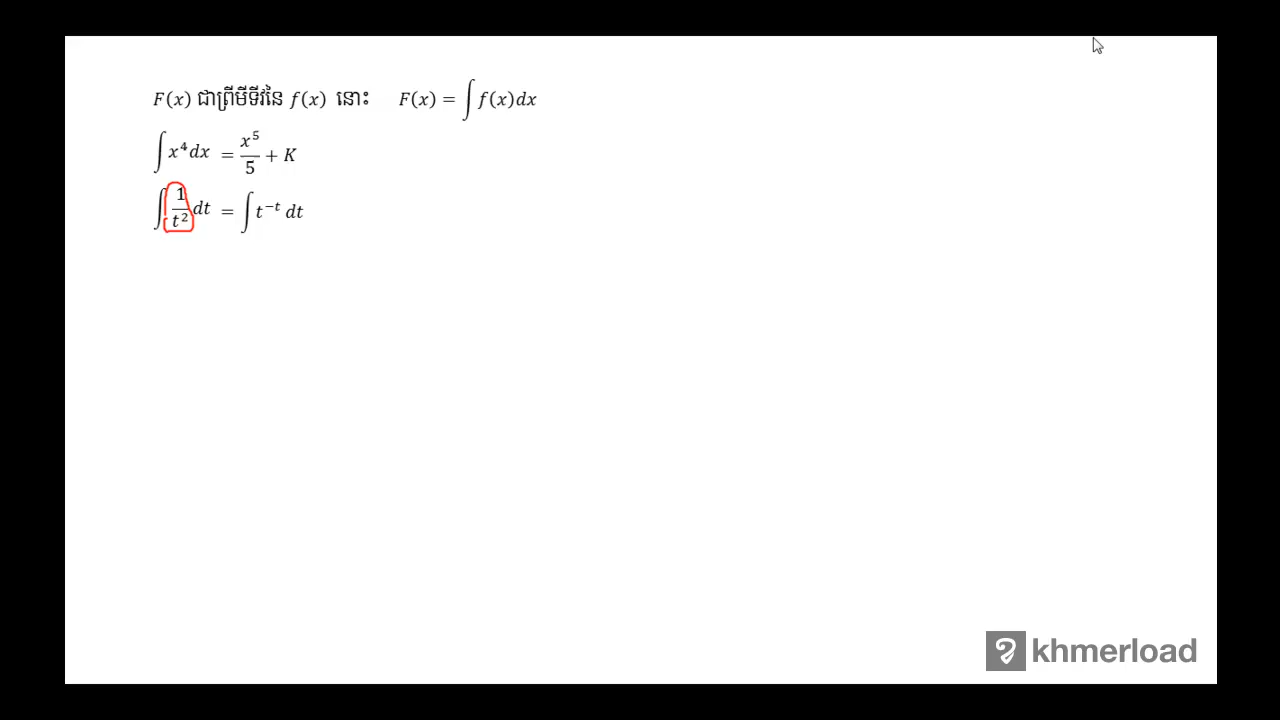 F(x) ជាព្រីមីទីវនៃ f(x) នោះ F(x) = ∫ f(x)dx
∫ x⁴dx = x⁵/5 + K
∫ 1/t² dt = ∫ t⁻ᵗ dt
khmerload